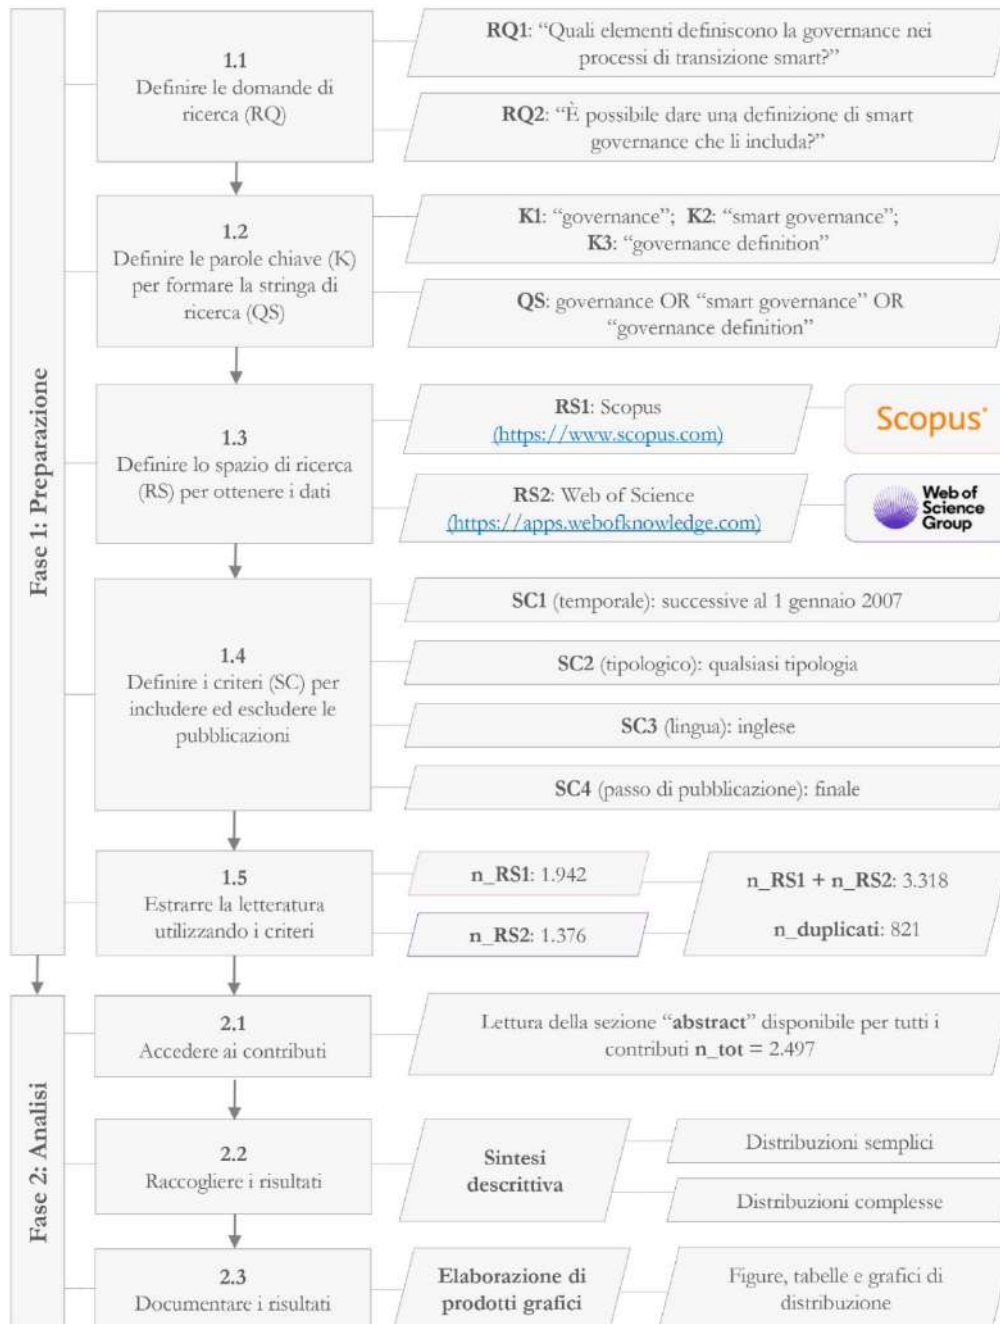 Fase 1: Preparazione
1.1
Definire le domande di
ricerca (RQ)
RQ1: “Quali elementi definiscono la governance nei
processi di transizione smart?”
RQ2: “È possibile dare una definizione di smart
governance che li includa?”
1.2
Definire le parole chiave (K)
per formare la stringa di
ricerca (QS)
K1: “governance”; K2: “smart governance”;
K3: “governance definition”
QS: governance OR “smart governance” OR
“governance definition”
1.3
Definire lo spazio di ricerca
(RS) per ottenere i dati
RS1: Scopus
(https://www.scopus.com)
Scopus®
RS2: Web of Science
(https://apps.webofknowledge.com)
Web of
Science
Group
1.4
Definire i criteri (SC) per
includere ed escludere le
pubblicazioni
SC1 (temporale): successive al 1 gennaio 2007
SC2 (tipologico): qualsiasi tipologia
SC3 (lingua): inglese
SC4 (passo di pubblicazione): finale
1.5
Estrarre la letteratura
utilizzando i criteri
n_RS1: 1.942
n_RS2: 1.376
n_RS1 + n_RS2: 3.318
n_duplicati: 821
Fase 2: Analisi
2.1
Accedere ai contributi
Lettura della sezione “abstract” disponibile per tutti i
contributi n_tot = 2.497
2.2
Raccogliere i risultati
Sintesi
descrittiva
Distribuzioni semplici
Distribuzioni complesse
2.3
Documentare i risultati
Elaborazione di
prodotti grafici
Figure, tabelle e grafici di
distribuzione